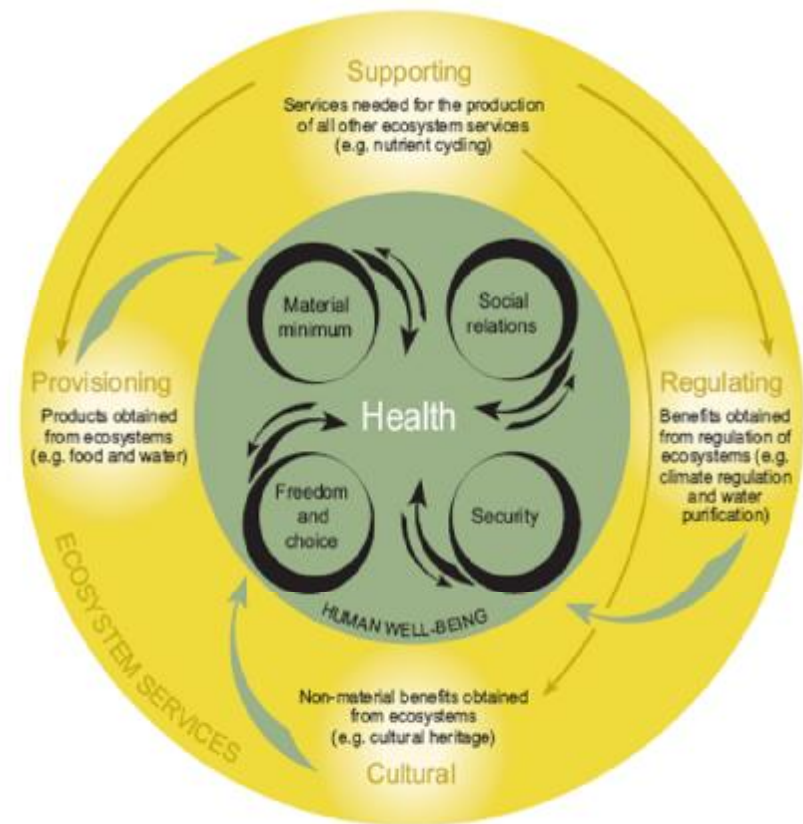 Supporting
Services needed for the production
of all other ecosystem services
(e.g. nutrient cycling)
Material
minimum
Social
relations
Provisioning
Products obtained
from ecosystems
(e.g. food and water)
Health
Regulating
Benefits obtained
from regulation of
ecosystems (e.g.
climate regulation
and water
purification)
Freedom
and
choice
Security
HUMAN WELL-BEING
ECOSYSTEM SERVICES
Non-material benefits obtained
from ecosystems
(e.g. cultural heritage)
Cultural